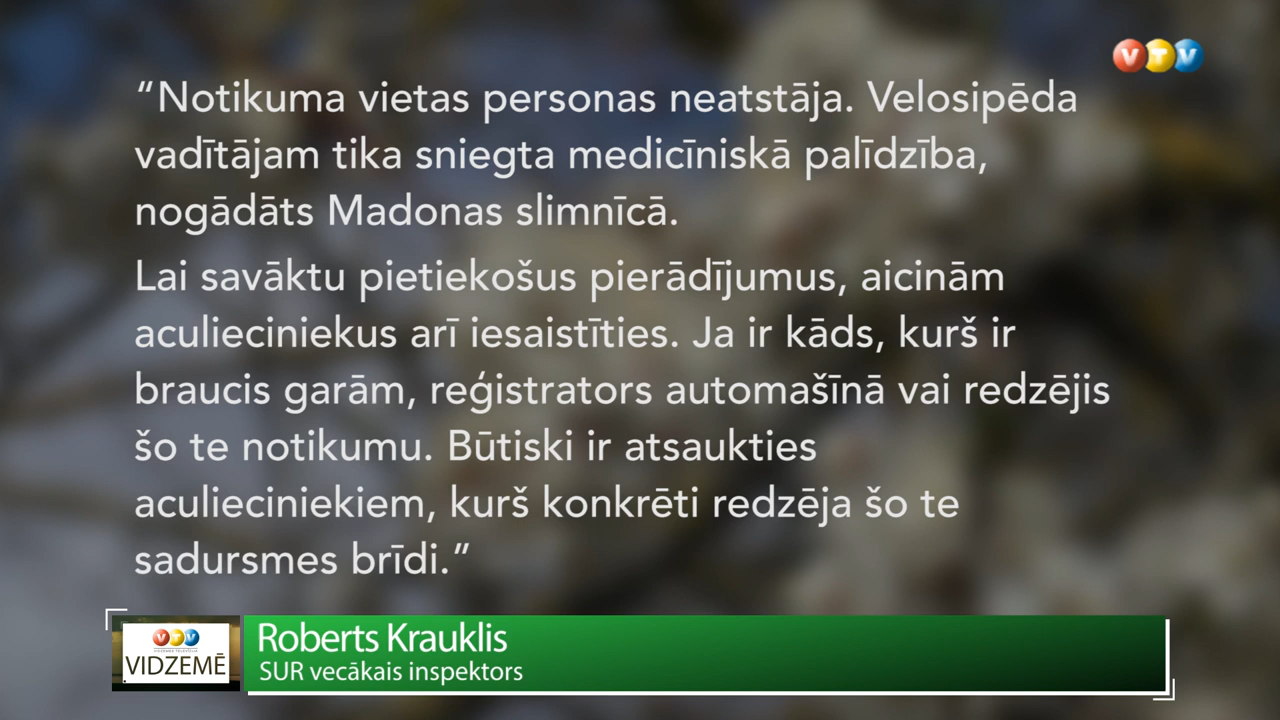 VTV
“Notikuma vietas personas neatstāja. Velosipēda
vadītājam tika sniegta medicīniskā palīdzība,
nogādāts Madonas slimnīcā.
Lai savāktu pietiekošus pierādījumus, aicinām
aculieciniekus arī iesaistīties. Ja ir kāds, kurš ir
braucis garām, reģistrators automašīnā vai redzējis
šo te notikumu. Būtiski ir atsaukties
aculieciniekiem, kurš konkrēti redzēja šo te
sadursmes brīdi.”
VTV
VIDZEMĒ
Roberts Krauklis
SUR vecākais inspektors